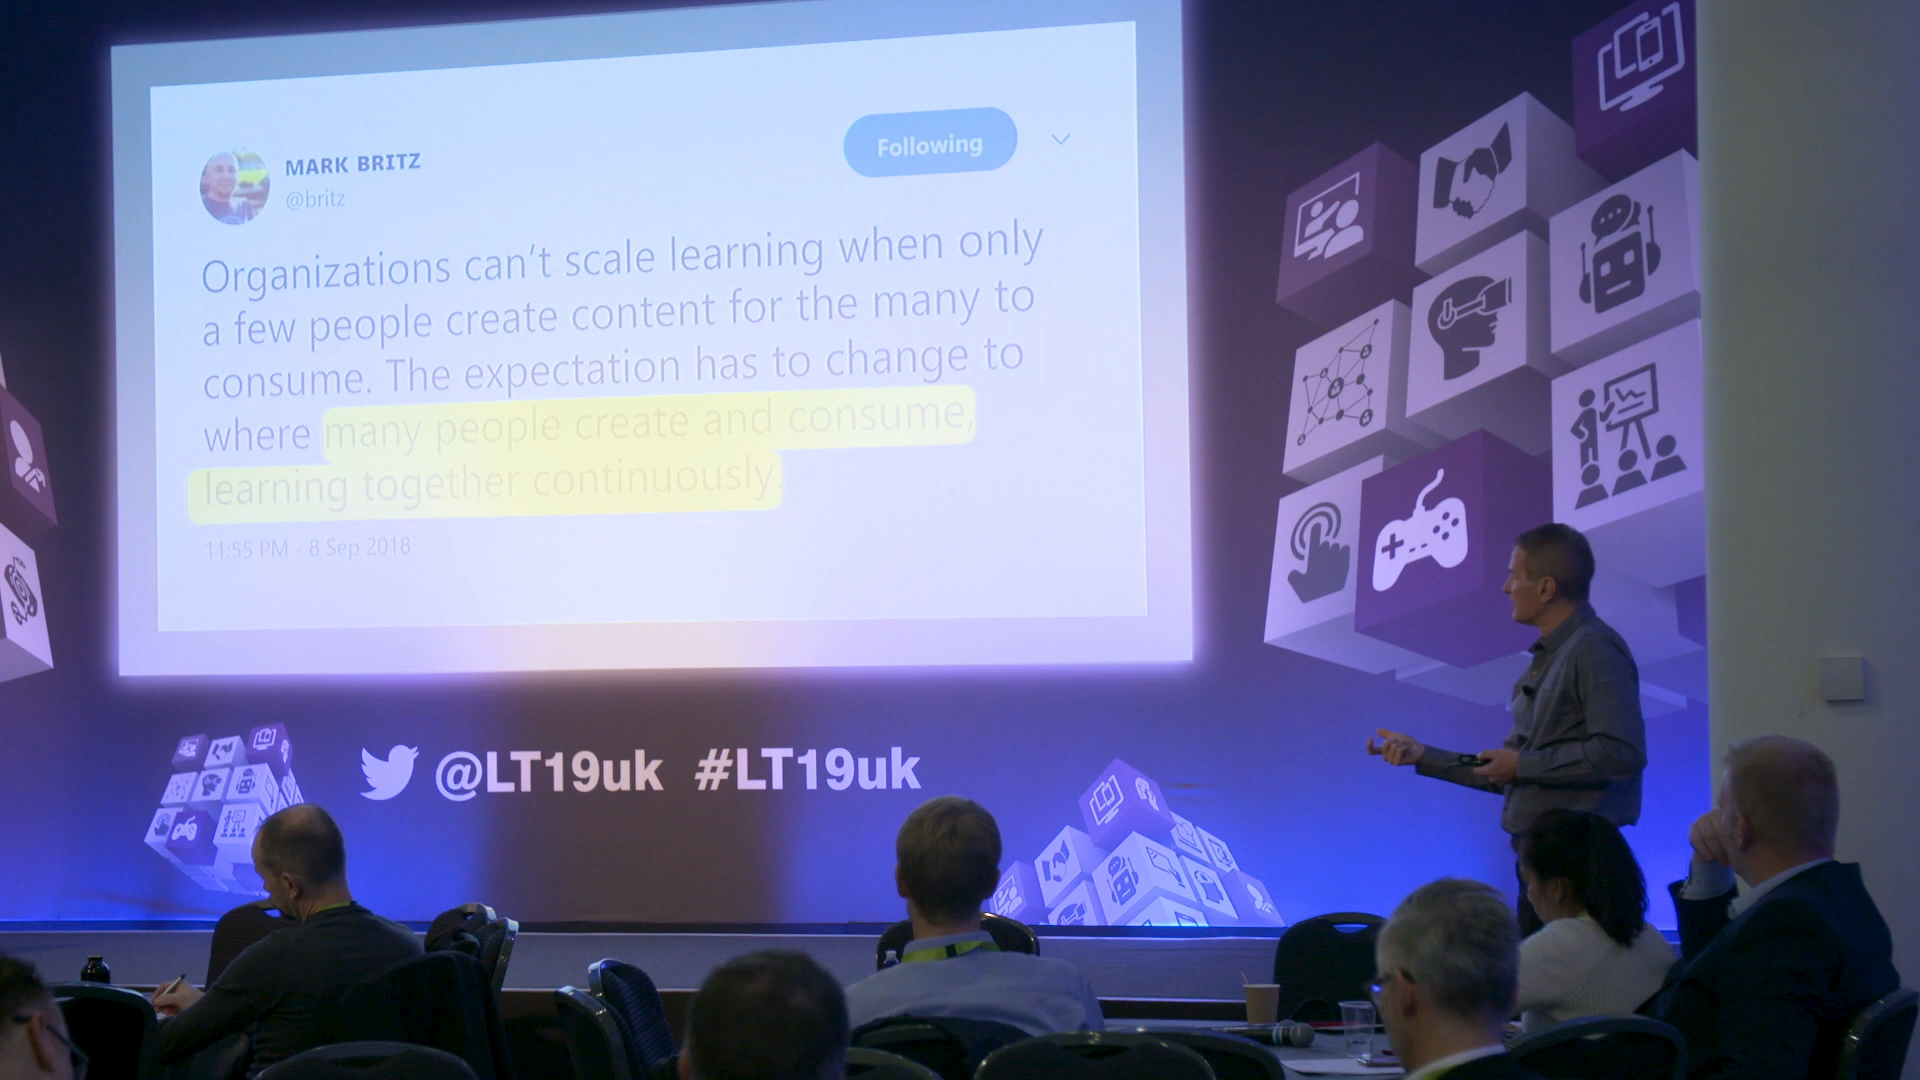 MARK BRITZ
@britz
Following
Organizations can't scale learning when only
a few people create content for the many to
consume. The expectation has to change to
where many people create and consume,
learning together continuously.
11:55 PM - 8 Sep 2018
@LT19uk #LT19uk